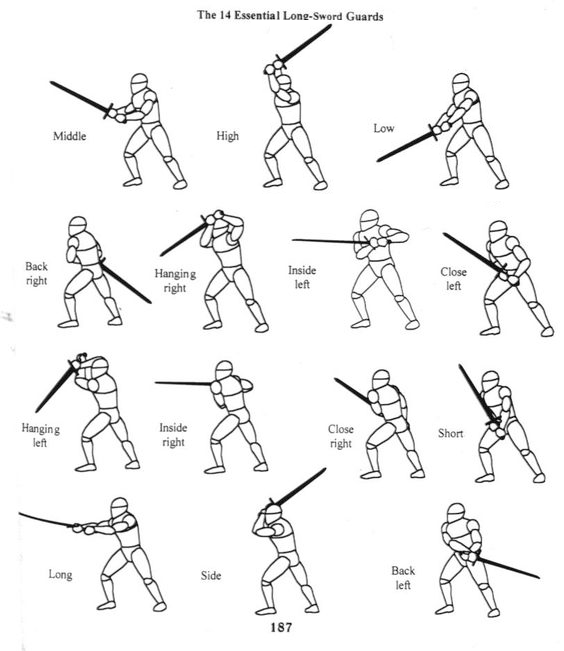 The 14 Essential Long-Sword Guards
Middle
High
Low
Back
right
Hanging
right
Inside
left
Close
left
Hanging
left
Inside
right
Close
right
Short
Long
Side
Back
left
187